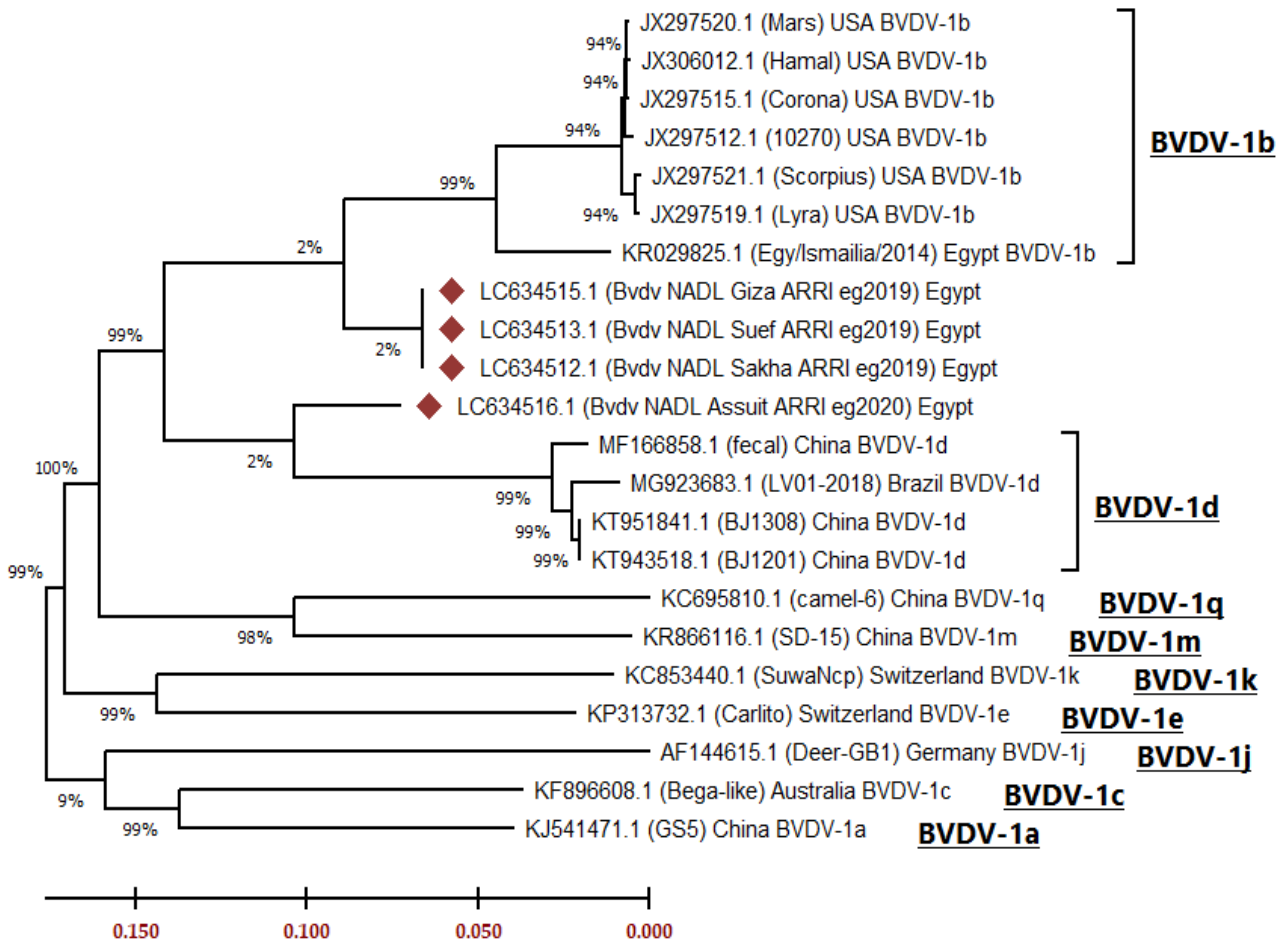 JX297520.1 (Mars) USA BVDV-1b
94%
JX306012.1 (Hamal) USA BVDV-1b
94%
JX297515.1 (Corona) USA BVDV-1b
94%
JX297512.1 (10270) USA BVDV-1b
BVDV-1b
99%
JX297521.1 (Scorpius) USA BVDV-1b
94%
JX297519.1 (Lyra) USA BVDV-1b
2%
KR029825.1 (Egy/Ismailia/2014) Egypt BVDV-1b
LC634515.1 (Bvdv NADL Giza ARRI eg2019) Egypt
99%
LC634513.1 (Bvdv NADL Suef ARRI eg2019) Egypt
2%
LC634512.1 (Bvdv NADL Sakha ARRI eg2019) Egypt
LC634516.1 (Bvdv NADL Assuit ARRI eg2020) Egypt
100%
2%
MF166858.1 (fecal) China BVDV-1d
99%
MG923683.1 (LV01-2018) Brazil BVDV-1d
BVDV-1d
99%
KT951841.1 (BJ1308) China BVDV-1d
99%
99%
KT943518.1 (BJ1201) China BVDV-1d
KC695810.1 (camel-6) China BVDV-1q
BVDV-1q
98%
KR866116.1 (SD-15) China BVDV-1m
BVDV-1m
KC853440.1 (SuwaNcp) Switzerland BVDV-1k
BVDV-1k
99%
KP313732.1 (Carlito) Switzerland BVDV-1e
BVDV-1e
AF144615.1 (Deer-GB1) Germany BVDV-1j
BVDV-1j
9%
KF896608.1 (Bega-like) Australia BVDV-1c
BVDV-1c
99%
KJ541471.1 (GS5) China BVDV-1a
BVDV-1a
0.150 0.100 0.050 0.000